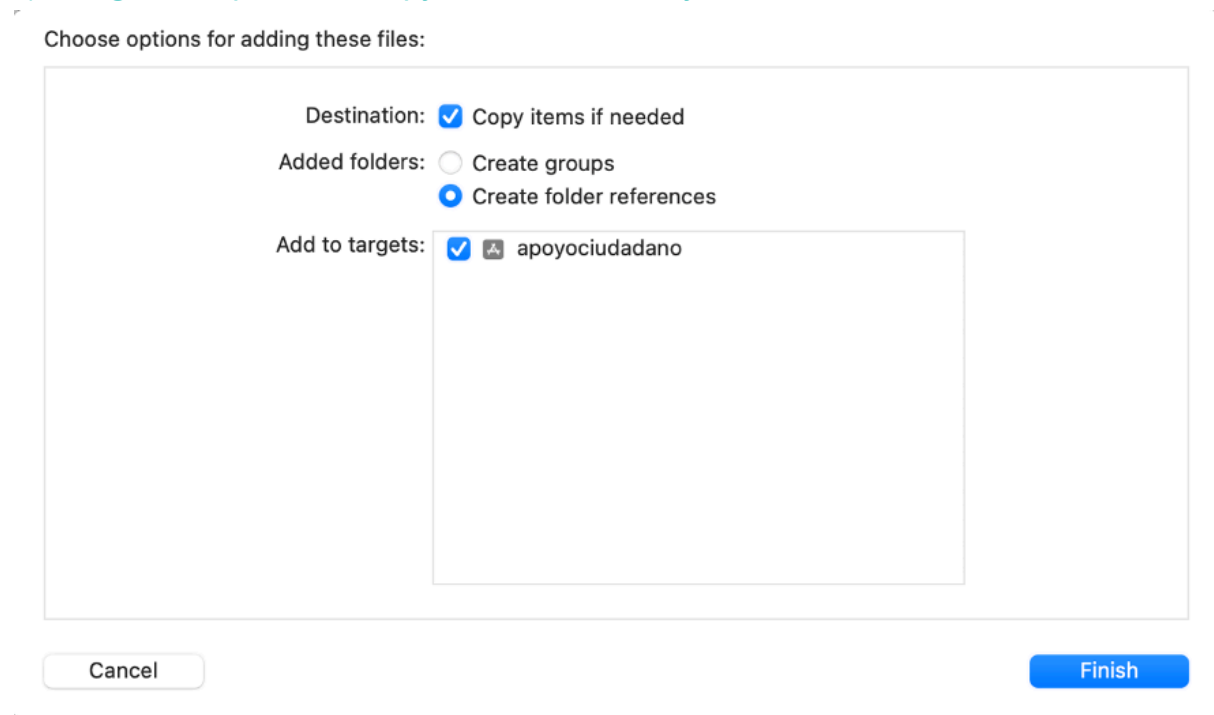 Choose options for adding these files:
Destination: Copy items if needed
Added folders: Create groups
Create folder references
Add to targets: apoyociudadano
Cancel Finish